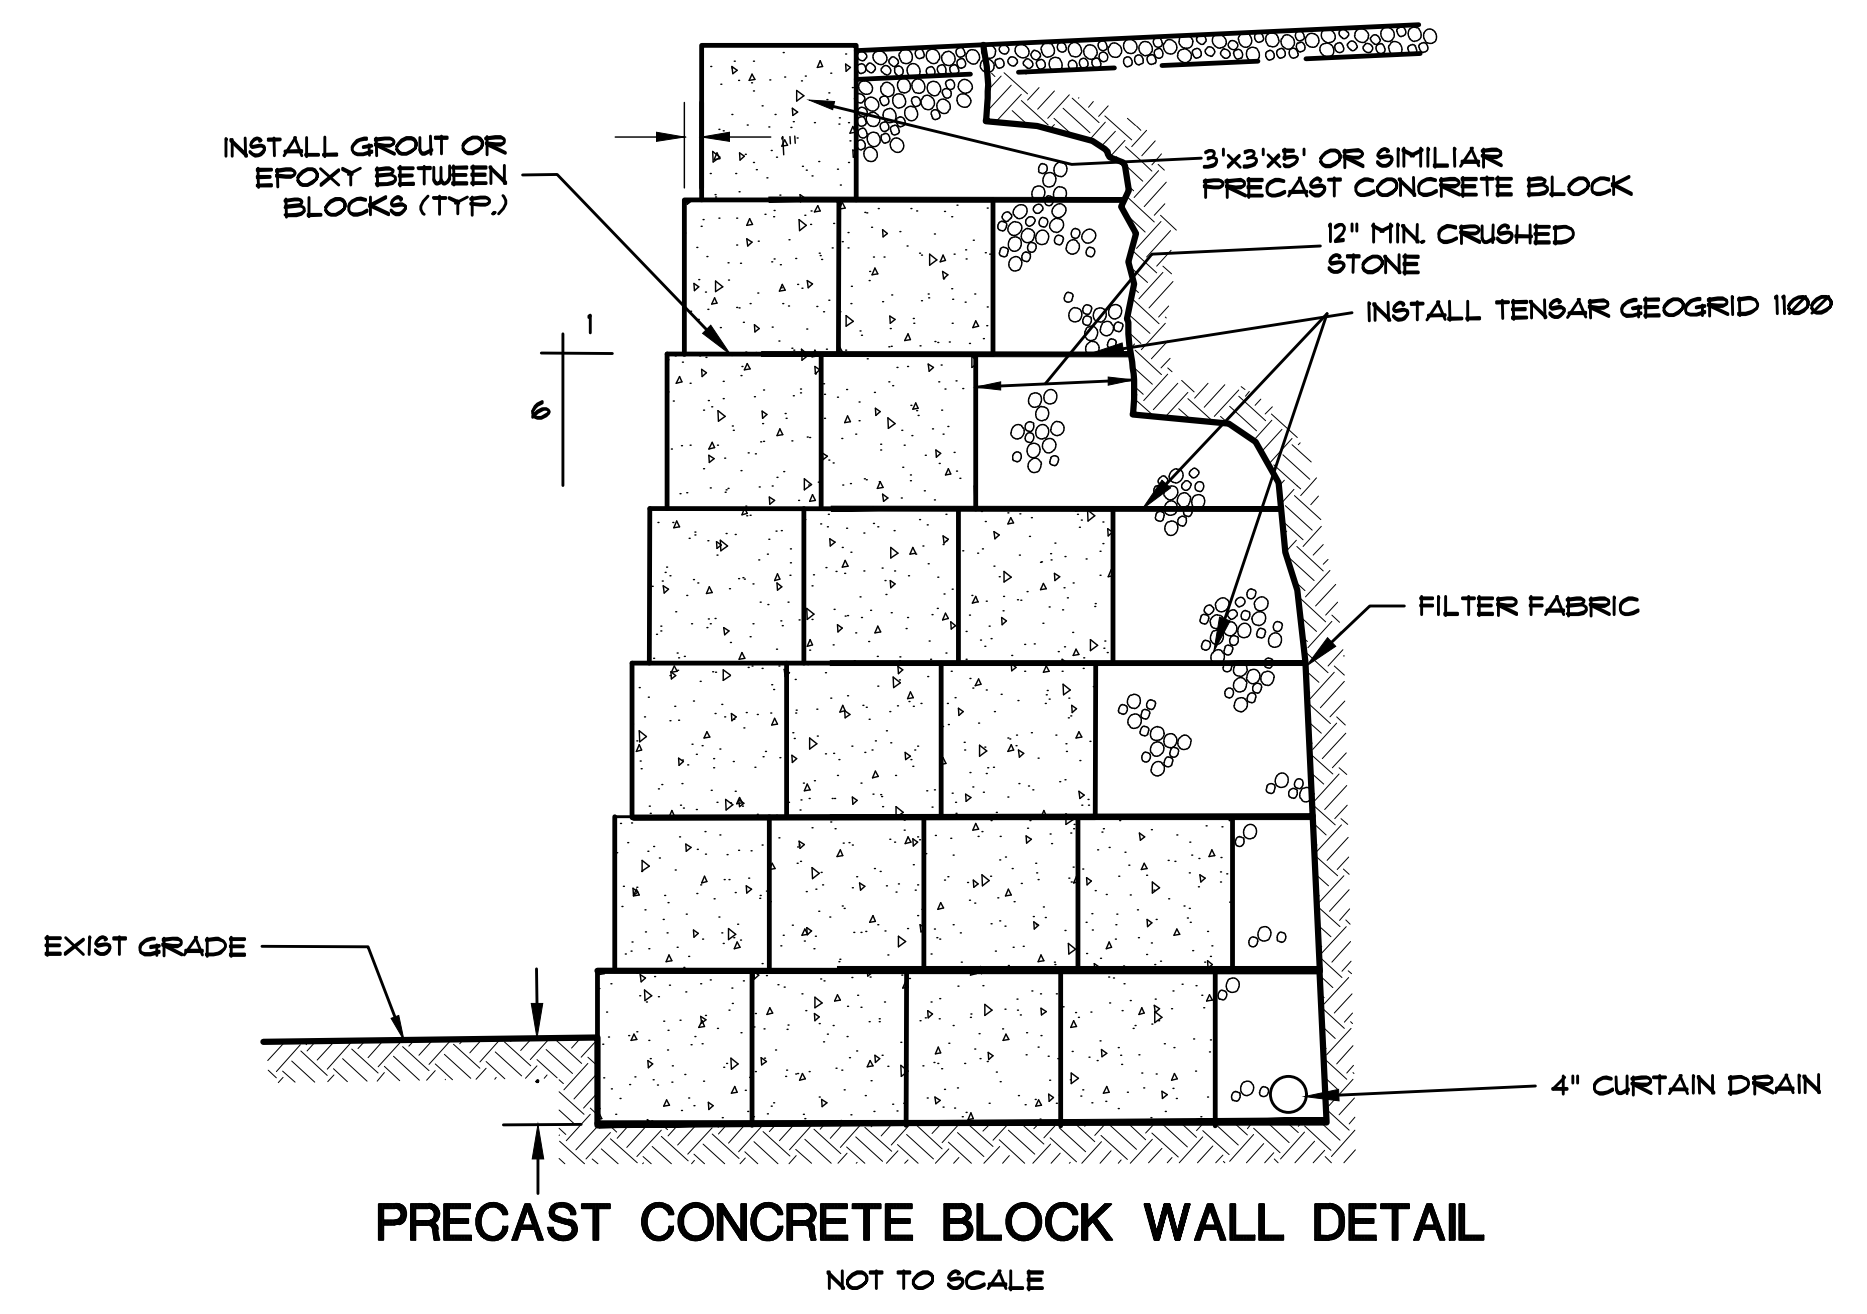 INSTALL GROUT OR
EPOXY BETWEEN
BLOCKS (TYP.)
3'x3'x5' OR SIMILIAR
PRECAST CONCRETE BLOCK
12" MIN. CRUSHED
STONE
INSTALL TENSAR GEOGRID 1100
1
6
FILTER FABRIC
EXIST GRADE
4" CURTAIN DRAIN
PRECAST CONCRETE BLOCK WALL DETAIL
NOT TO SCALE